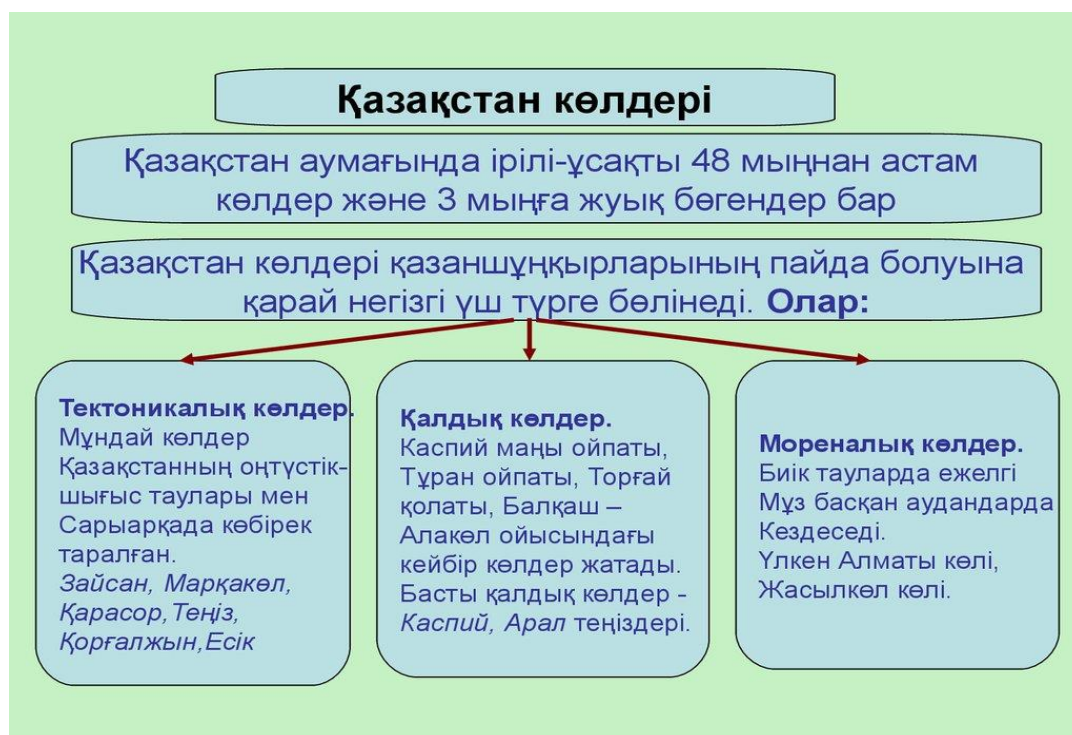 Қазақстан көлдері
Қазақстан аумағында ірілі-ұсақты 48 мыңнан астам
көлдер және 3 мыңға жуық бөгендер бар
Қазақстан көлдері қазаншұңқырларының пайда болуына
қарай негізгі үш түрге бөлінеді. Олар:
Тектоникалық көлдер.
Мұндай көлдер
Қазақстанның оңтүстік-
шығыс таулары мен
Сарыарқада көбірек
таралған.
Зайсан, Марқакөл,
Қарасор,Теңіз,
Қорғалжын,Есік
Қалдық көлдер.
Каспий маңы ойпаты,
Тұран ойпаты, Торғай
қолаты, Балқаш –
Алакөл ойысындағы
кейбір көлдер жатады.
Басты қалдық көлдер -
Каспий, Арал теңіздері.
Мореналық көлдер.
Биік тауларда ежелгі
Мұз басқан аудандарда
Кездеседі.
Үлкен Алматы көлі,
Жасылкөл көлі.